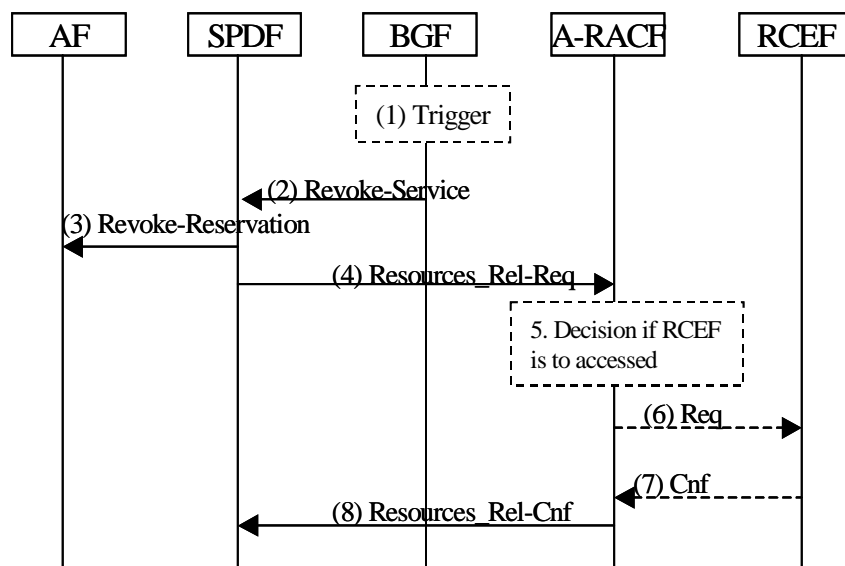 AF
SPDF
BGF
A-RACF
RCEF
(1) Trigger
(2) Revoke-Service
(3) Revoke-Reservation
(4) Resources_Rel-Req
5. Decision if RCEF
is to accessed
(6) Req
(7) Cnf
(8) Resources_Rel-Cnf